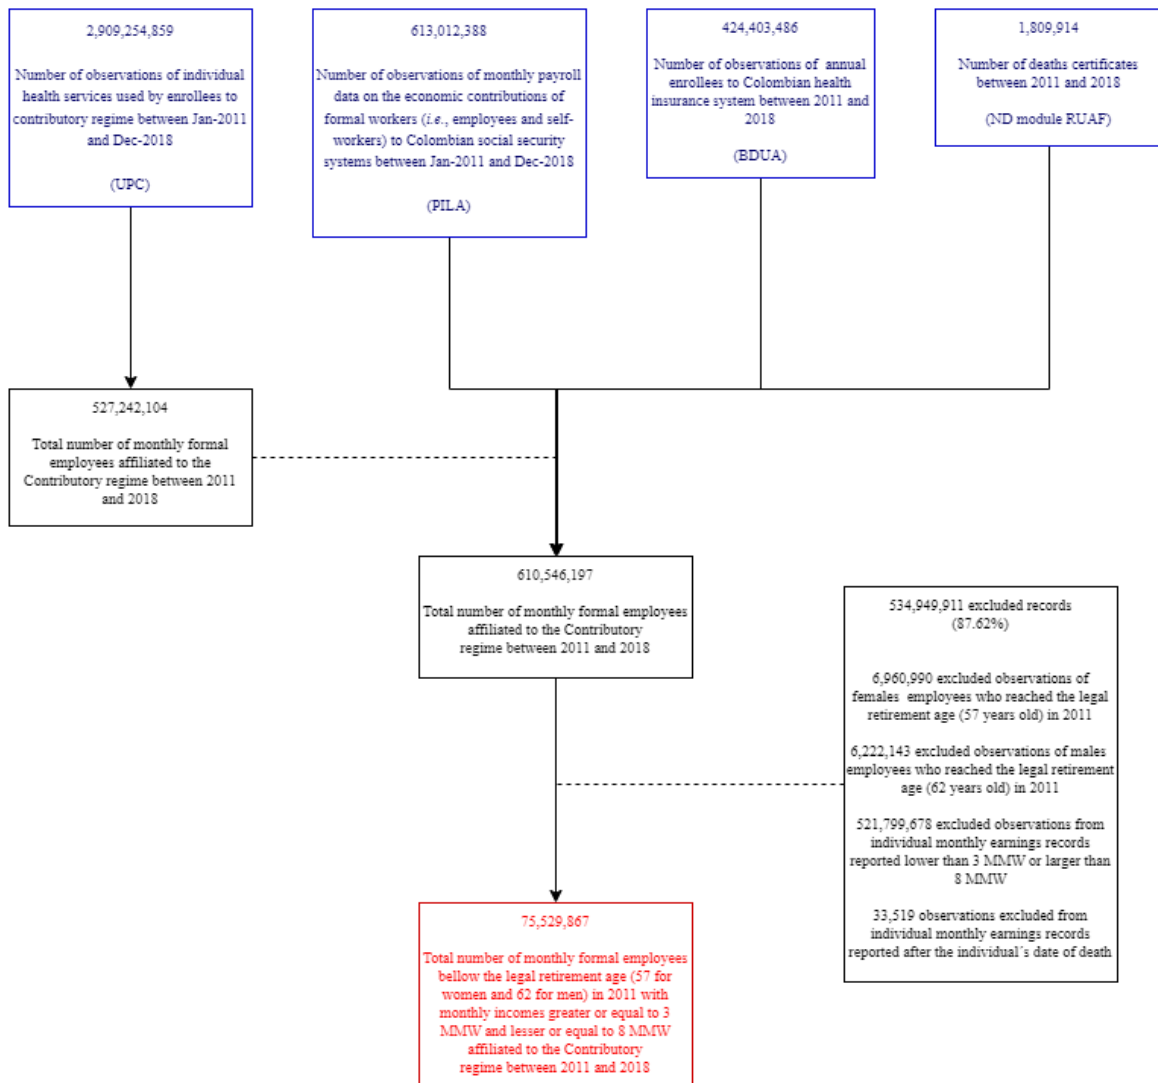 2,909,254,859
Number of observations of individual
health services used by enrollees to
contributory regime between Jan-2011
and Dec-2018
(UPC)
613,012,388
Number of observations of monthly payroll
data on the economic contributions of
formal workers (i.e., employees and self-
workers) to Colombian social security
systems between Jan-2011 and Dec-2018
(PILA)
424,403,486
Number of observations of annual
enrollees to Colombian health
insurance system between 2011 and
2018
(BDUA)
1,809,914
Number of deaths certificates
between 2011 and 2018
(ND module RUAF)
527,242,104
Total number of monthly formal
employees affiliated to the
Contributory regime between 2011
and 2018
610,546,197
Total number of monthly formal employees
affiliated to the Contributory
regime between 2011 and 2018
534,949,911 excluded records
(87.62%)
6,960,990 excluded observations of
females employees who reached the legal
retirement age (57 years old) in 2011
6,222,143 excluded observations of males
employees who reached the legal retirement
age (62 years old) in 2011
521,799,678 excluded observations from
individual monthly earnings records
reported lower than 3 MMW or larger than
8 MMW
33,519 observations excluded from
individual monthly earnings records
reported after the individual´s date of death
75,529,867
Total number of monthly formal employees
bellow the legal retirement age (57 for
women and 62 for men) in 2011 with
monthly incomes greater or equal to 3
MMW and lesser or equal to 8 MMW
affiliated to the Contributory
regime between 2011 and 2018